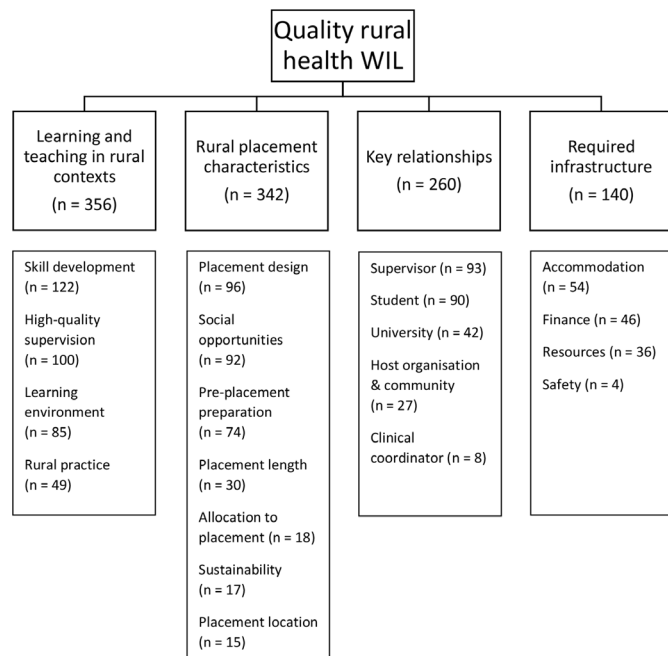 Quality rural
health WIL
Learning and
teaching in rural
contexts
(n = 356)
Rural placement
characteristics
(n = 342)
Key relationships
(n = 260)
Required
infrastructure
(n = 140)
Skill development
(n = 122)
High-quality
supervision
(n = 100)
Learning
environment
(n = 85)
Rural practice
(n = 49)
Placement design
(n = 96)
Social
opportunities
(n = 92)
Pre-placement
preparation
(n = 74)
Placement length
(n = 30)
Allocation to
placement (n = 18)
Sustainability
(n = 17)
Placement location
(n = 15)
Supervisor (n = 93)
Student (n = 90)
University (n = 42)
Host organisation
& community
(n = 27)
Clinical
coordinator (n = 8)
Accommodation
(n = 54)
Finance (n = 46)
Resources (n = 36)
Safety (n = 4)